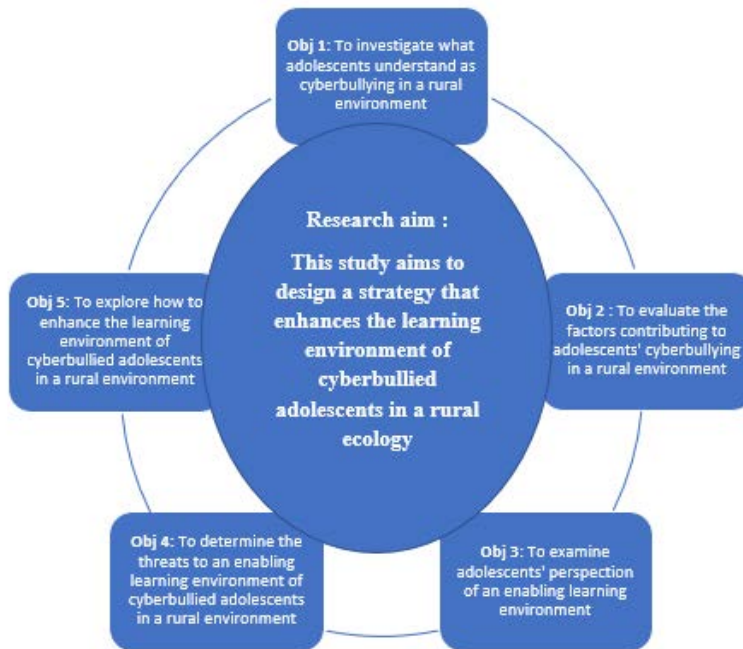 Obj 1: To investigate what
adolescents understand as
cyberbullying in a rural
environment
Research aim :
This study aims to
design a strategy that
enhances the learning
environment of
cyberbullied
adolescents in a rural
ecology
Obj 2 : To evaluate the
factors contributing to
adolescents' cyberbullying
in a rural environment
Obj 3: To examine
adolescents' perspection
of an enabling learning
environment
Obj 4: To determine the
threats to an enabling
learning environment of
cyberbullied adolescents
in a rural environment
Obj 5: To explore how to
enhance the learning
environment of
cyberbullied adolescents
in a rural environment